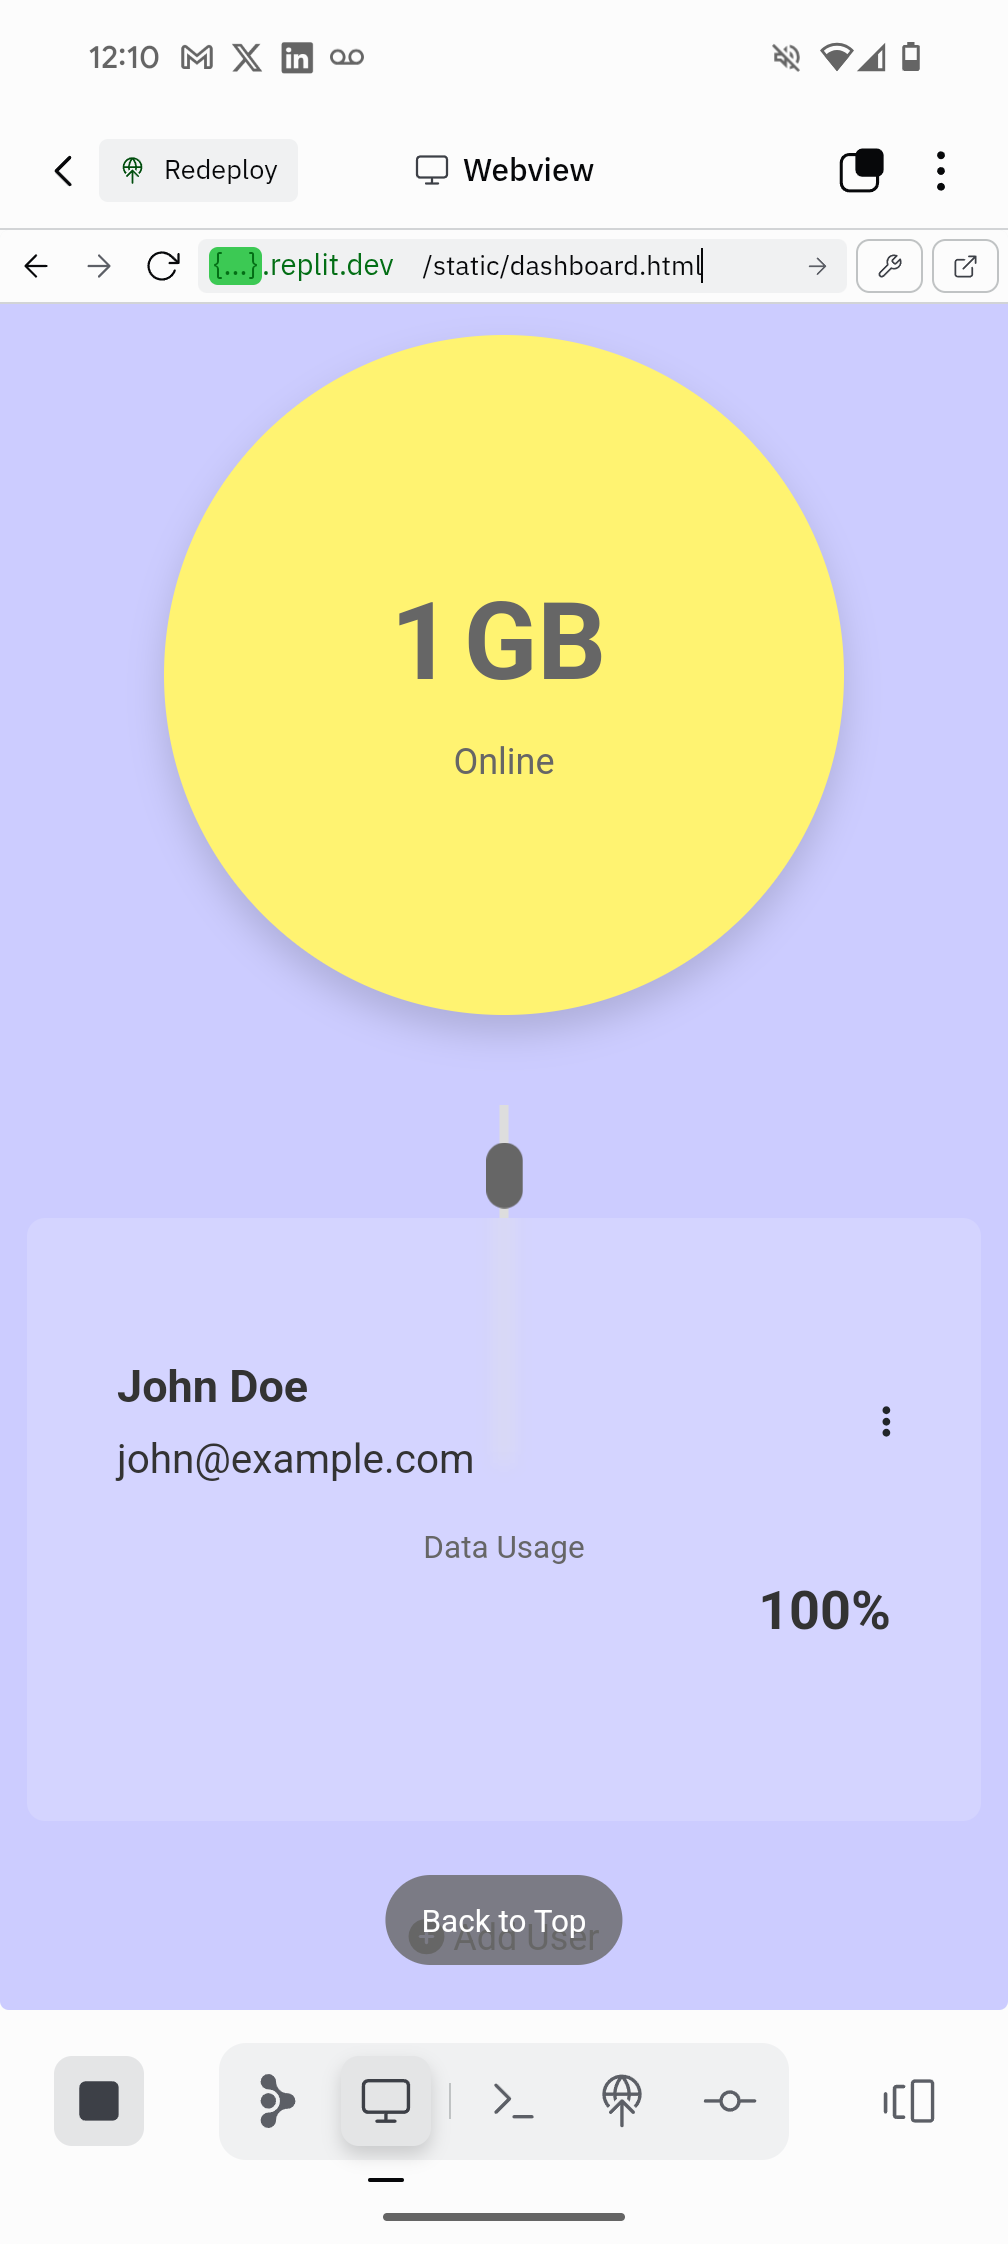 12:10
Redeploy
Webview
{...}.replit.dev /static/dashboard.html
1 GB
Online
John Doe
john@example.com
Data Usage
100%
Back to Top
Add User